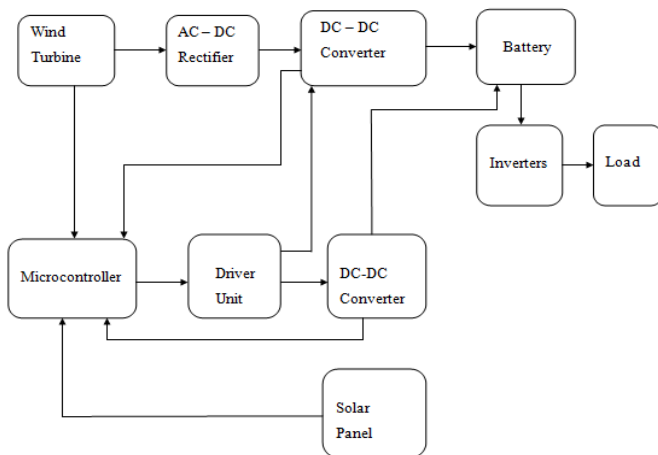 Wind
Turbine
AC – DC
Rectifier
DC – DC
Converter
Battery
Inverters
Load
Microcontroller
Driver
Unit
DC-DC
Converter
Solar
Panel